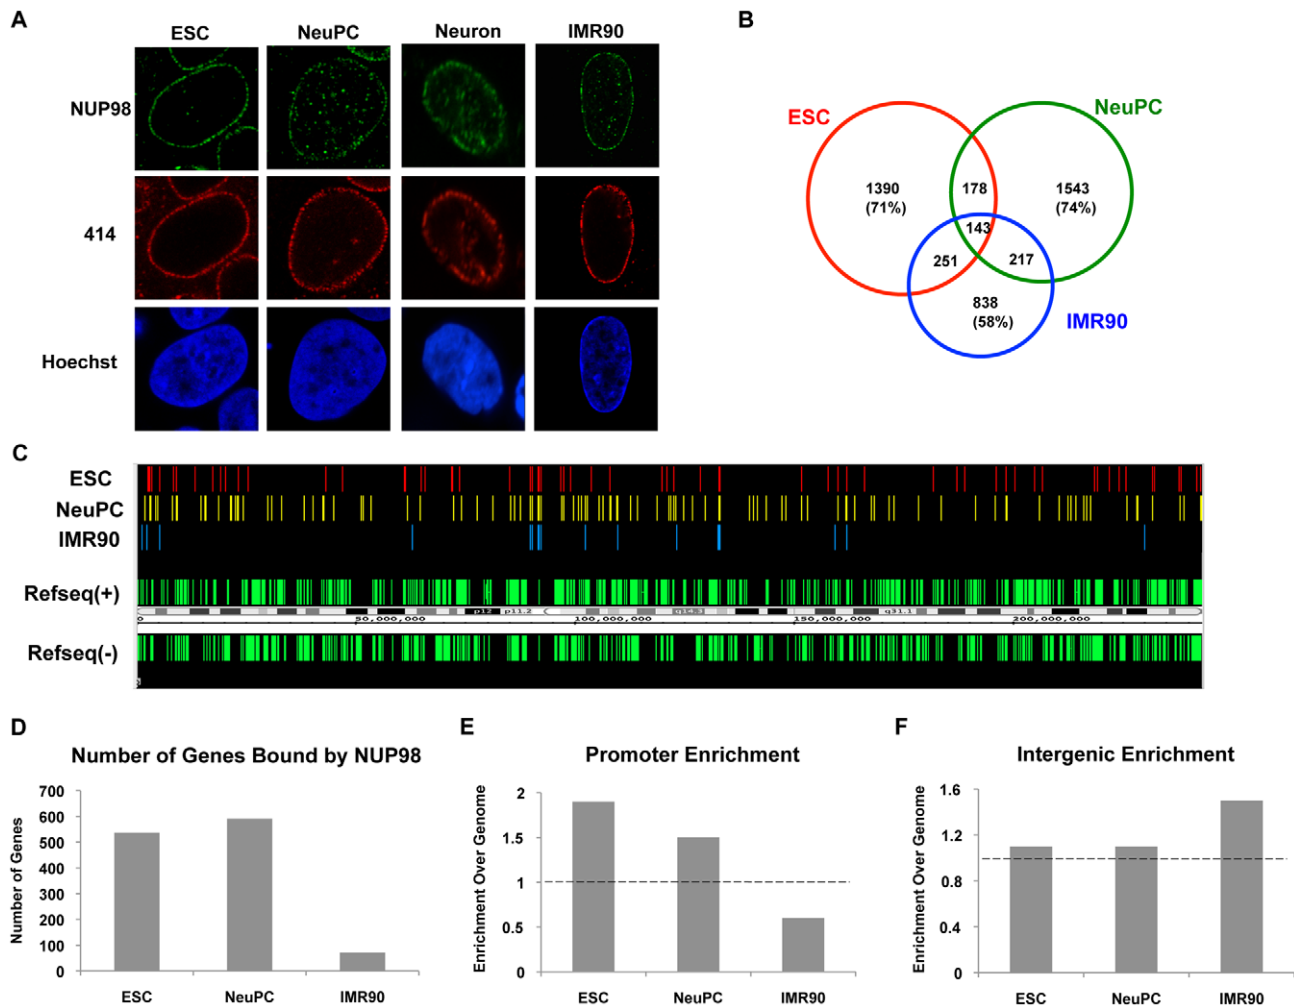 A
ESC
NeuPC
Neuron
IMR90
NUP98
414
Hoechst
B
ESC
NeuPC
1390
(71%)
178
1543
(74%)
143
251
217
838
(58%)
IMR90
C
ESC
NeuPC
IMR90
Refseq(+)
p12 p11.2 q31.1
0 50,000,000 100,000,000 150,000,000 200,000,000
Refseq(-)
D
Number of Genes Bound by NUP98
Number of Genes
700
600
500
400
300
200
100
0
ESC NeuPC IMR90
E
Promoter Enrichment
Enrichment Over Genome
2
1.5
1
0.5
0
ESC NeuPC IMR90
F
Intergenic Enrichment
Enrichment Over Genome
1.6
1.2
0.8
0.4
0
ESC NeuPC IMR90